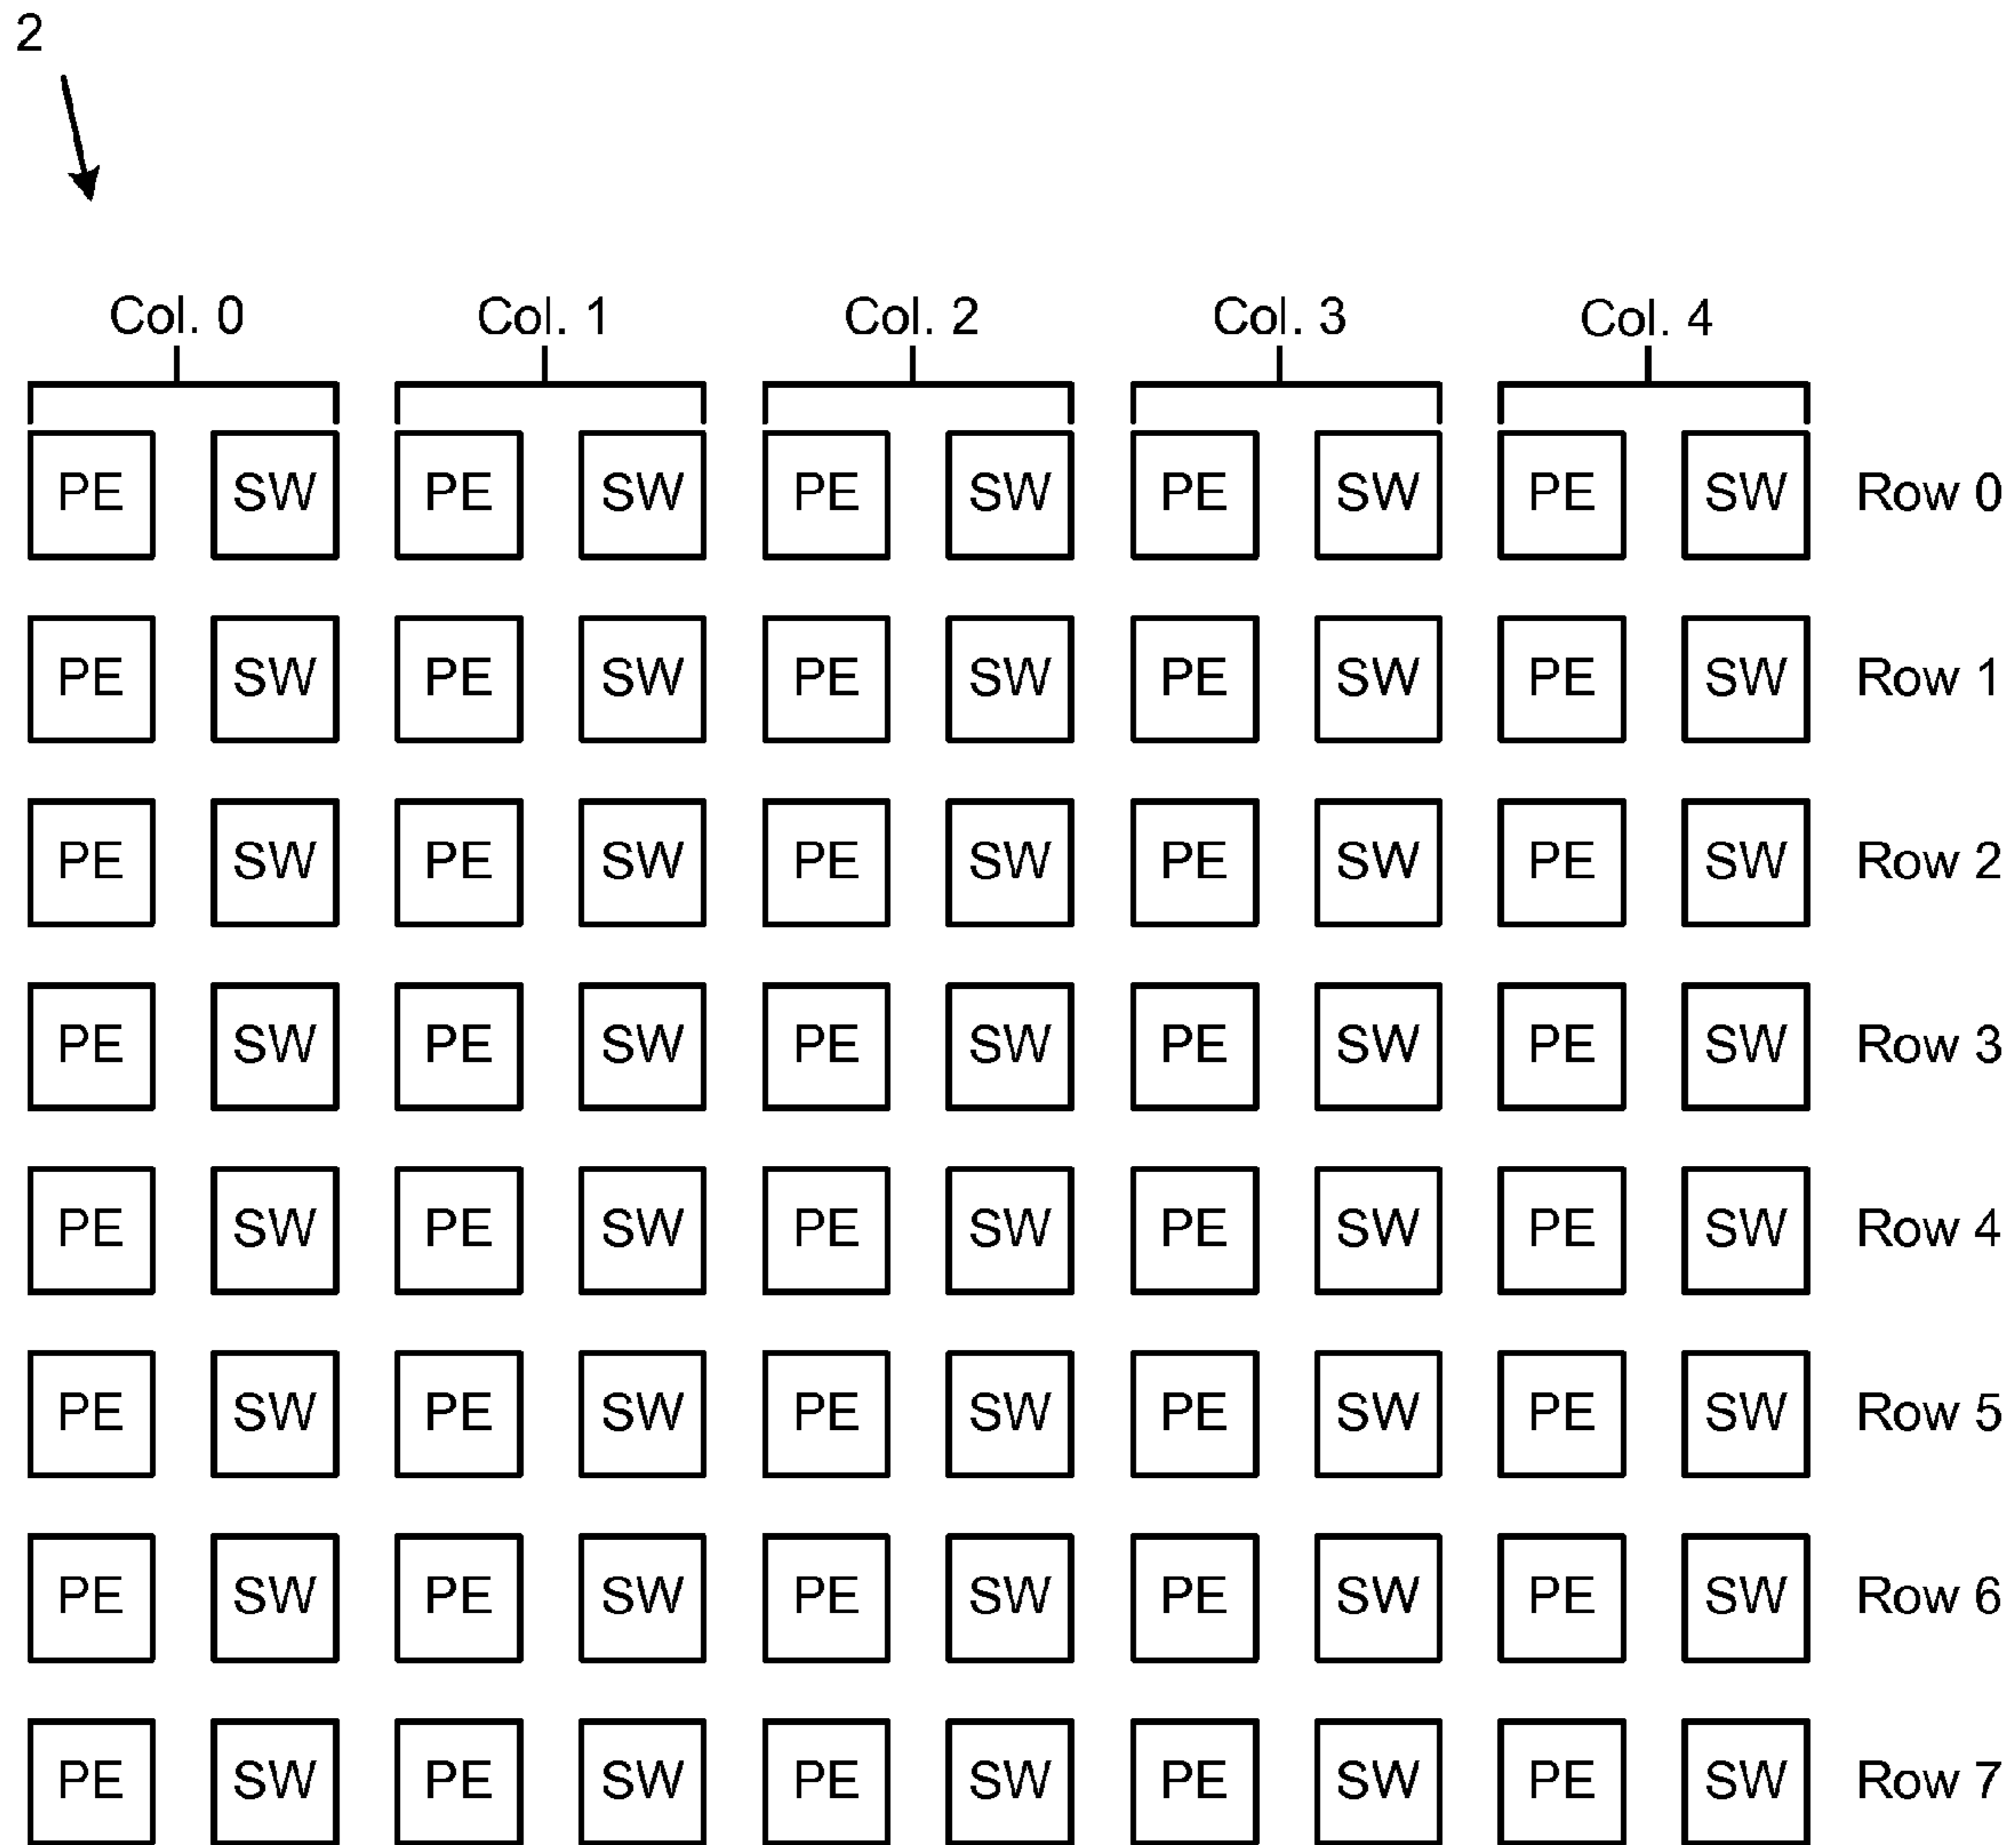 2
Col. 0 Col. 1 Col. 2 Col. 3 Col. 4
PE SW PE SW PE SW PE SW PE SW Row 0
PE SW PE SW PE SW PE SW PE SW Row 1
PE SW PE SW PE SW PE SW PE SW Row 2
PE SW PE SW PE SW PE SW PE SW Row 3
PE SW PE SW PE SW PE SW PE SW Row 4
PE SW PE SW PE SW PE SW PE SW Row 5
PE SW PE SW PE SW PE SW PE SW Row 6
PE SW PE SW PE SW PE SW PE SW Row 7